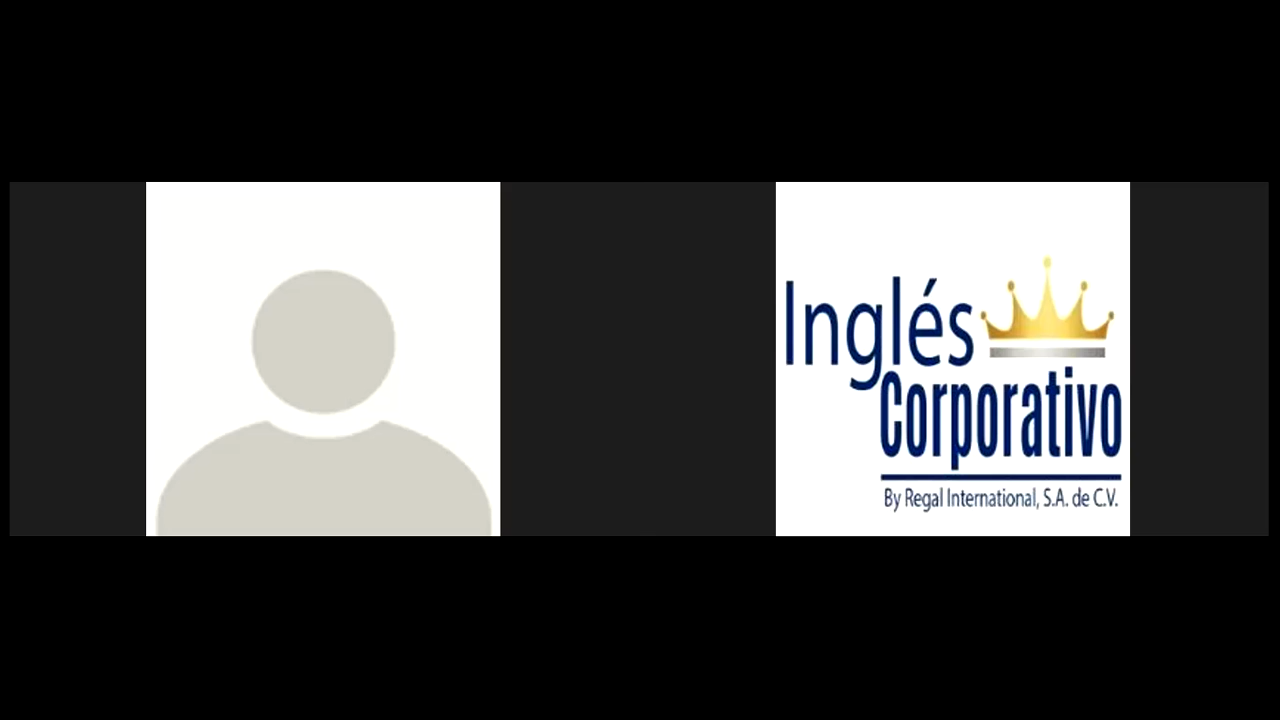 Inglés
Corporativo
By Regal International, S.A. de C.V.